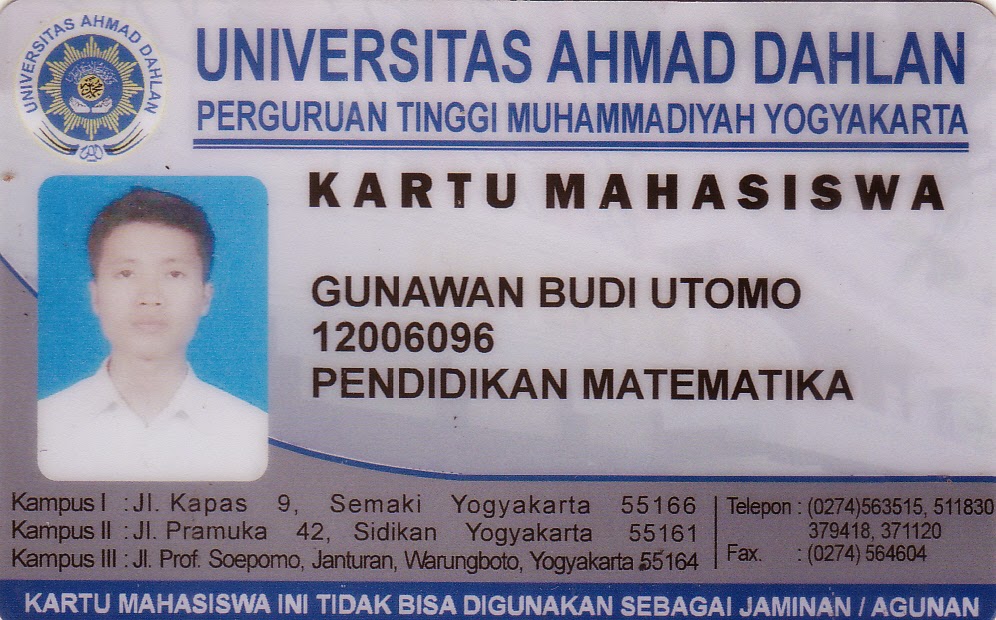 UNIVERSITAS AHMAD DAHLAN
UNIVERSITAS AHMAD DAHLAN
PERGURUAN TINGGI MUHAMMADIYAH YOGYAKARTA
KARTU MAHASISWA
GUNAWAN BUDI UTOMO
12006096
PENDIDIKAN MATEMATIKA
Kampus I : Jl. Kapas 9, Semaki Yogyakarta 55166
Kampus II : Jl. Pramuka 42, Sidikan Yogyakarta 55161
Kampus III : Jl. Prof. Soepomo, Janturan, Warungboto, Yogyakarta 55164
Telepon : (0274)563515, 511830
379418, 371120
Fax. : (0274) 564604
KARTU MAHASISWA INI TIDAK BISA DIGUNAKAN SEBAGAI JAMINAN / AGUNAN